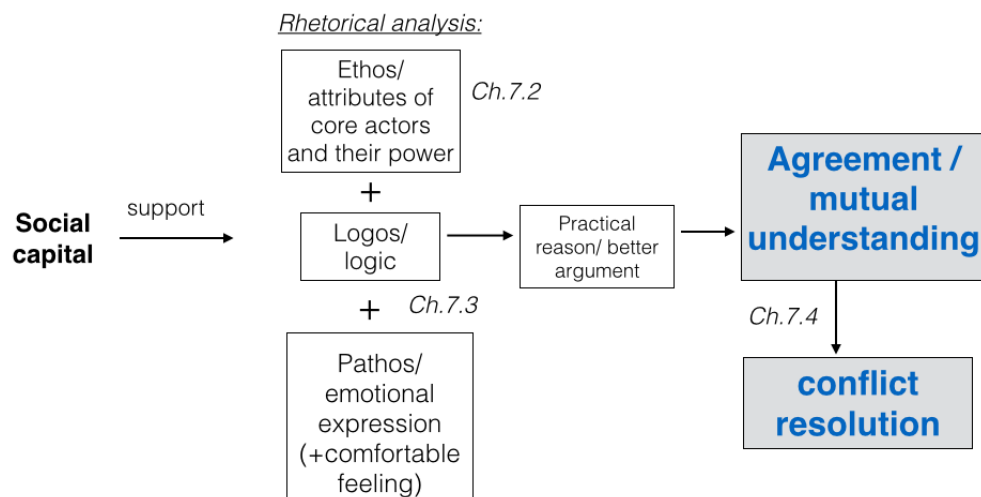 Rhetorical analysis:
Ethos/
attributes of
core actors
and their power
Ch.7.2
+
Social
capital
support
Logos/
logic
Practical
reason/ better
argument
Agreement /
mutual
understanding
+
Ch.7.3
Pathos/
emotional
expression
(+comfortable
feeling)
Ch.7.4
conflict
resolution